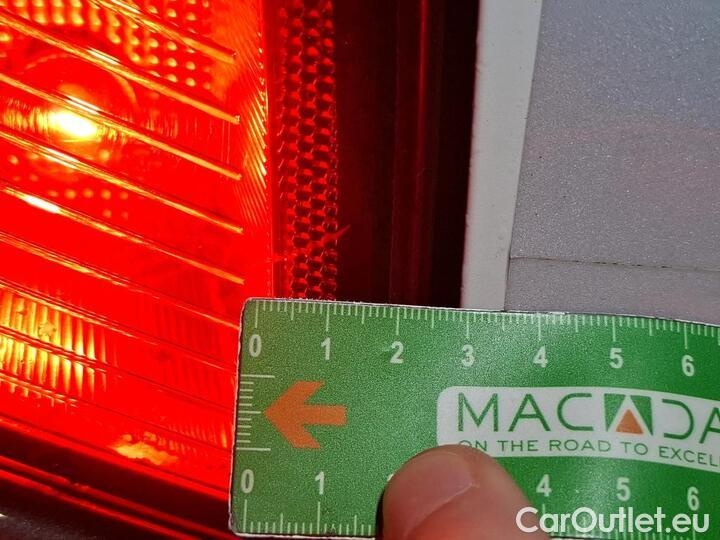 0 1 2 3 4 5 6
MACADA
ON THE ROAD TO EXCEL
0 1 4 5 6
CarOutlet.eu